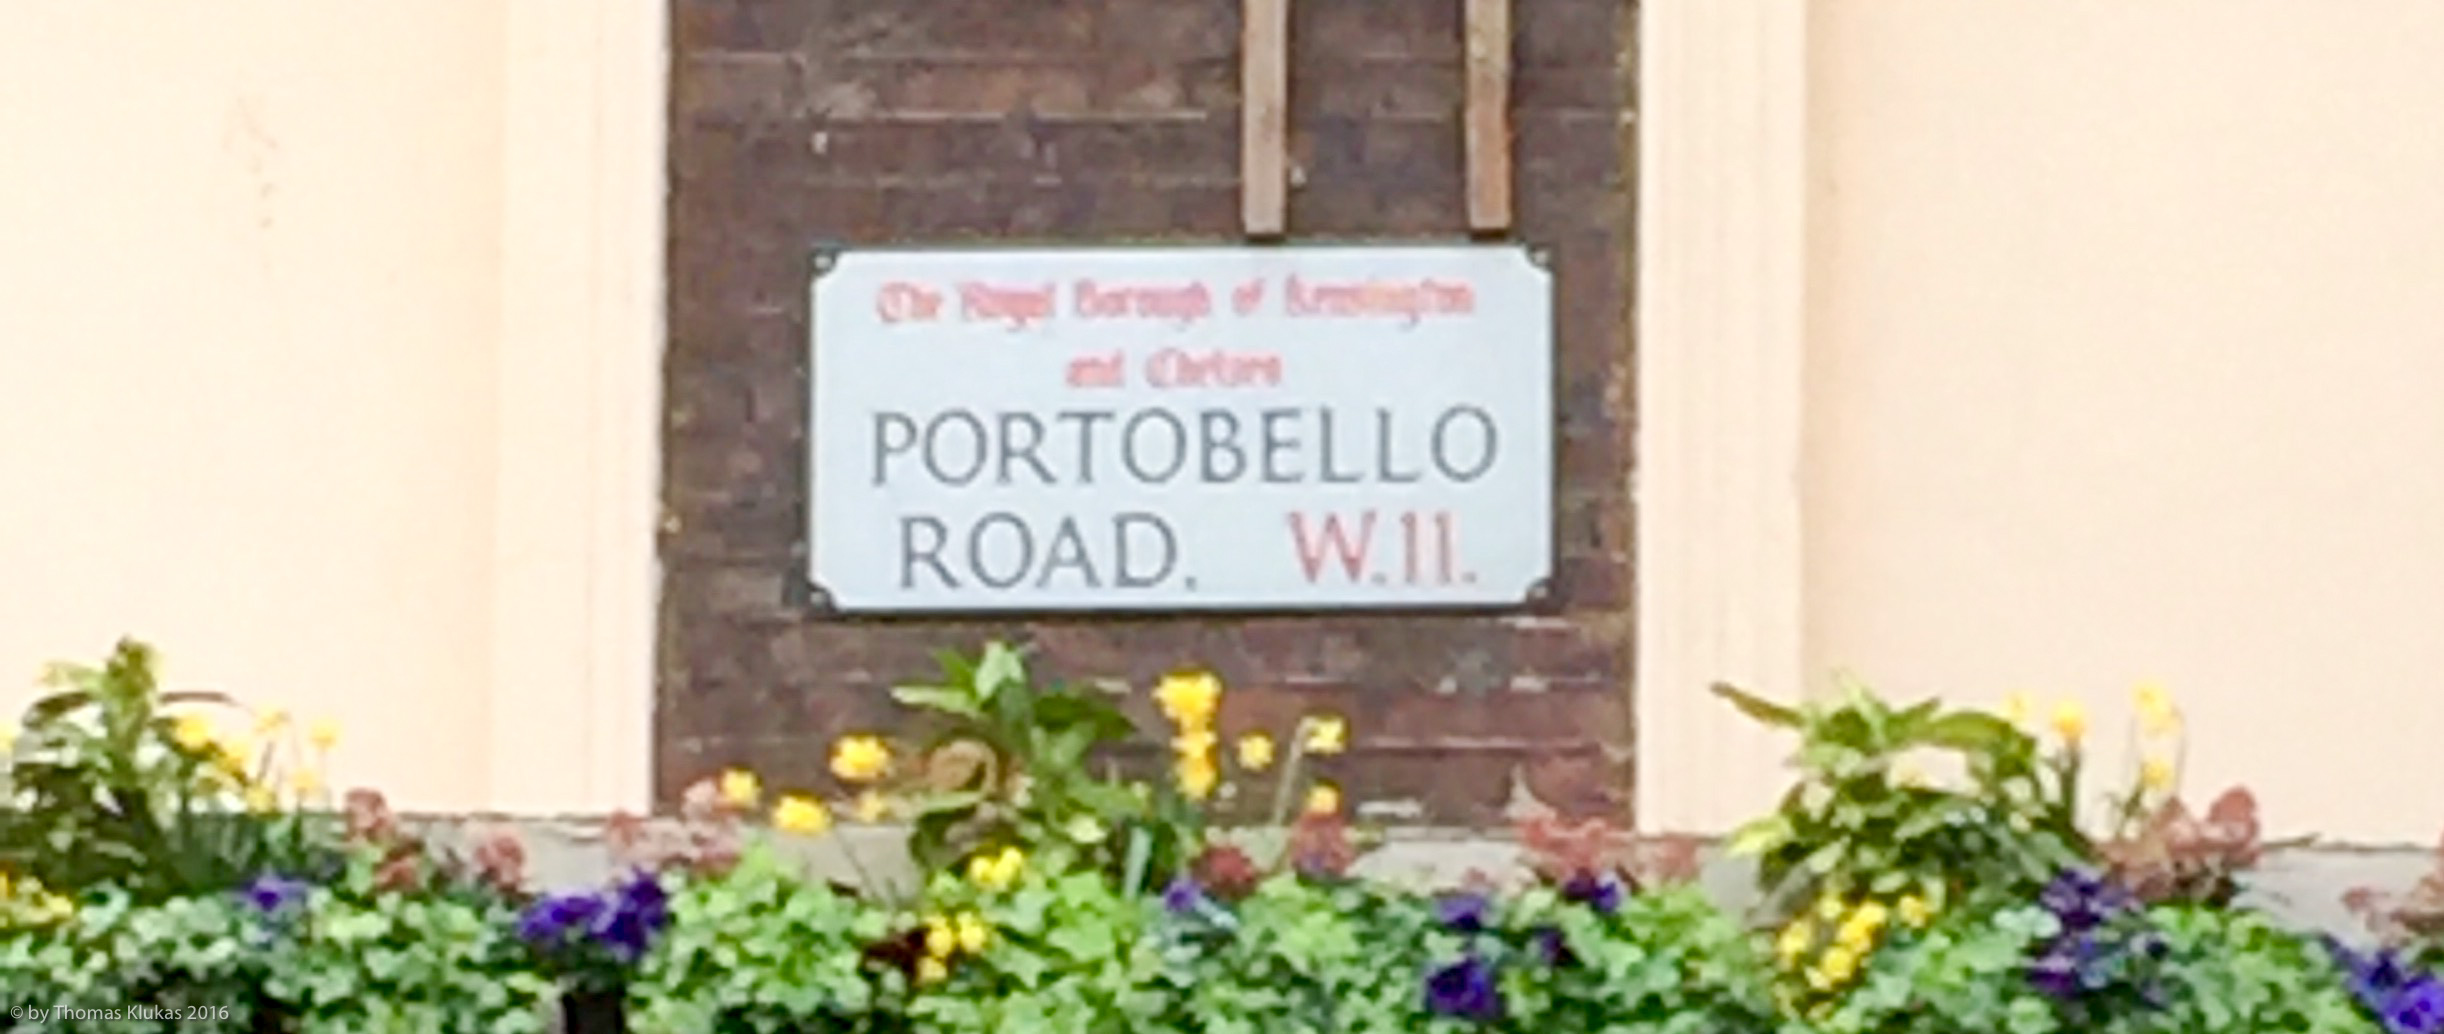 The Royal Borough of Kensington
and Chelsea
PORTOBELLO
ROAD. W.11.
© by Thomas Klukas 2016